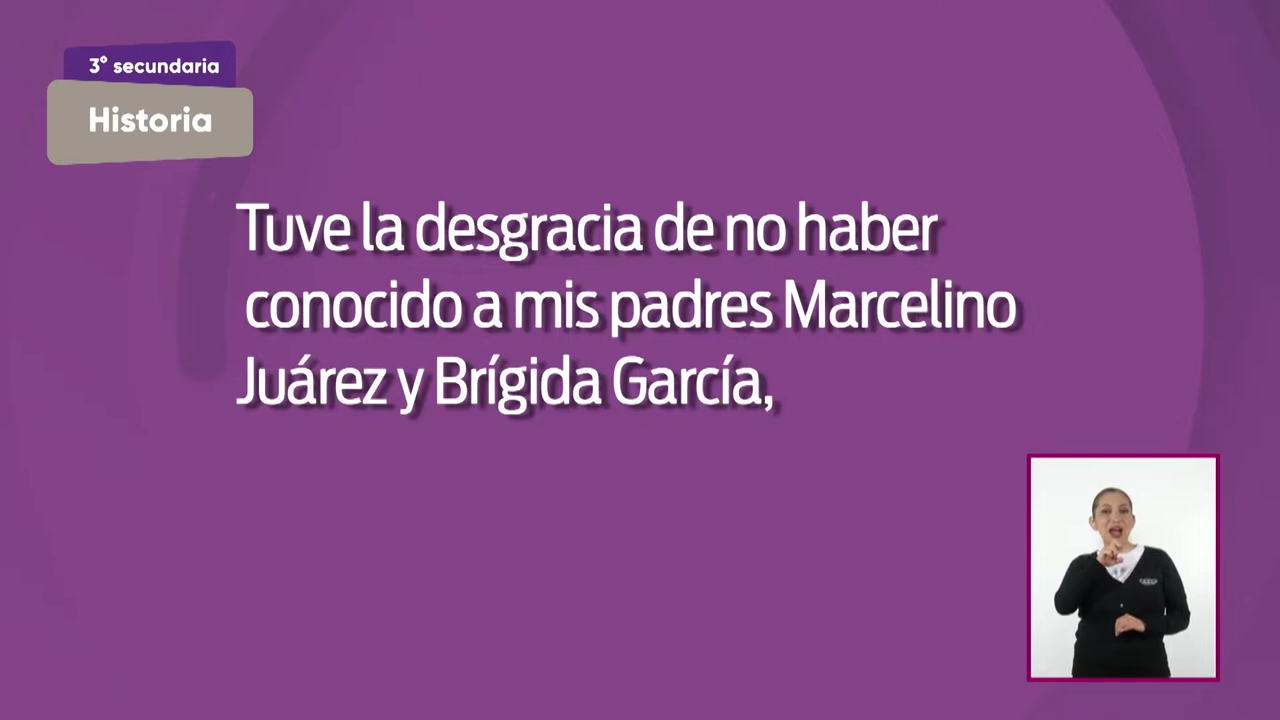 3° secundaria
Historia
Tuve la desgracia de no haber
conocido a mis padres Marcelino
Juárez y Brígida García,